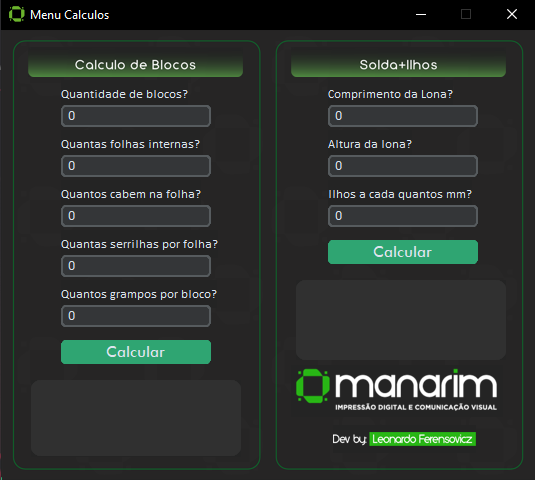 Menu Calculos
Calculo de Blocos
Quantidade de blocos?
0
Quantas folhas internas?
0
Quantos cabem na folha?
0
Quantas serrilhas por folha?
0
Quantos grampos por bloco?
0
Calcular
Solda+Ilhos
Comprimento da Lona?
0
Altura da lona?
0
Ilhos a cada quantos mm?
0
Calcular
manarim
IMPRESSÃO DIGITAL E COMUNICAÇÃO VISUAL
Dev by: Leonardo Ferensovicz